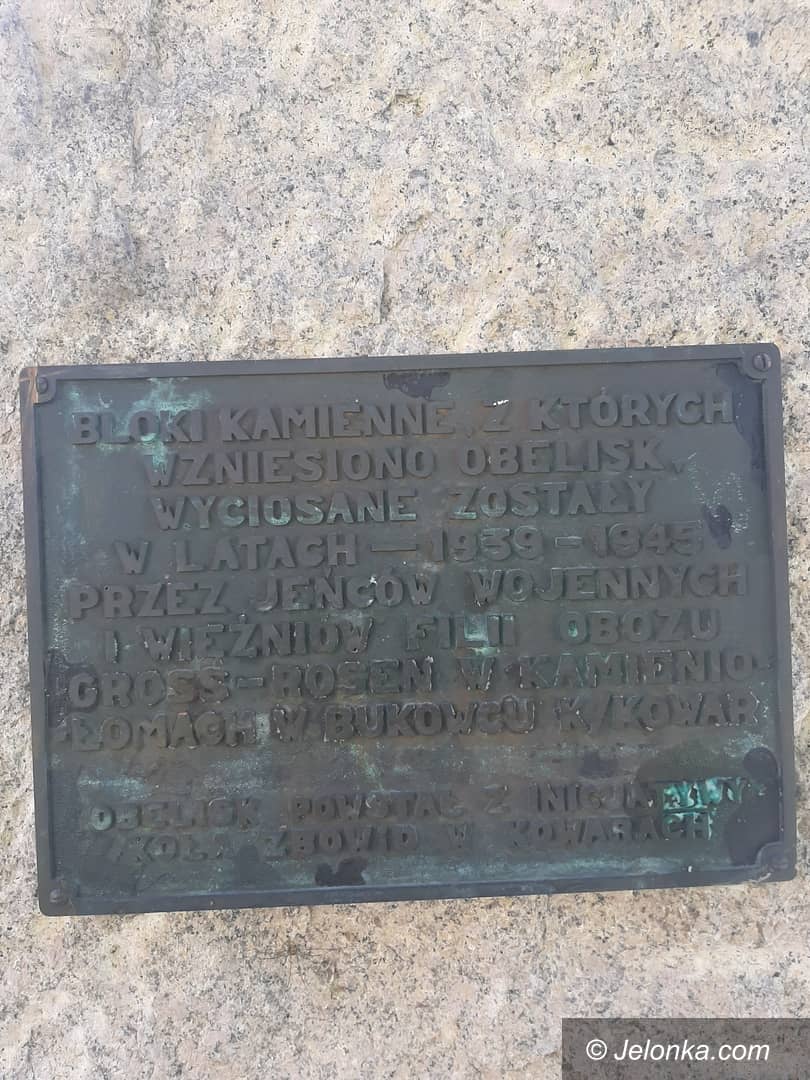 BLOKI KAMIENNE, Z KTÓRYCH
WZNIESIONO OBELISK,
WYCIOSANE ZOSTAŁY
W LATACH — 1939 – 1945
PRZEZ JEŃCÓW WOJENNYCH
I WIĘŹNIÓW FILII OBOZU
GROSS-ROSEN W KAMIENIO-
ŁOMACH W BUKOWCU K/KOWAR
OBELISK POWSTAŁ Z INICJATYWY
KOŁA ZBOWID W KOWARACH
© Jelonka.com